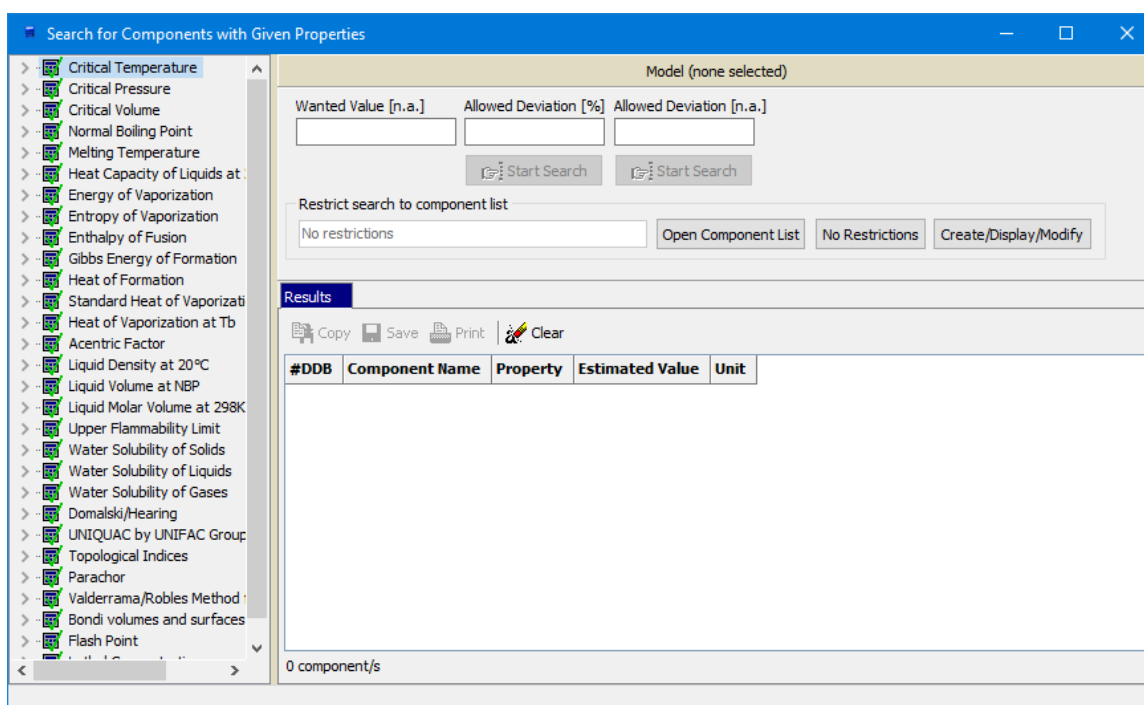 Search for Components with Given Properties
Critical Temperature
Critical Pressure
Critical Volume
Normal Boiling Point
Melting Temperature
Heat Capacity of Liquids at
Energy of Vaporization
Entropy of Vaporization
Enthalpy of Fusion
Gibbs Energy of Formation
Heat of Formation
Standard Heat of Vaporizati
Heat of Vaporization at Tb
Acentric Factor
Liquid Density at 20°C
Liquid Volume at NBP
Liquid Molar Volume at 298K
Upper Flammability Limit
Water Solubility of Solids
Water Solubility of Liquids
Water Solubility of Gases
Domalski/Hearing
UNIQUAC by UNIFAC Group
Topological Indices
Parachor
Valderrama/Robles Method
Bondi volumes and surfaces
Flash Point
Model (none selected)
Wanted Value [n.a.] Allowed Deviation [%] Allowed Deviation [n.a.]
Start Search Start Search
Restrict search to component list
No restrictions Open Component List No Restrictions Create/Display/Modify
Results
Copy Save Print Clear
#DDB Component Name Property Estimated Value Unit
0 component/s